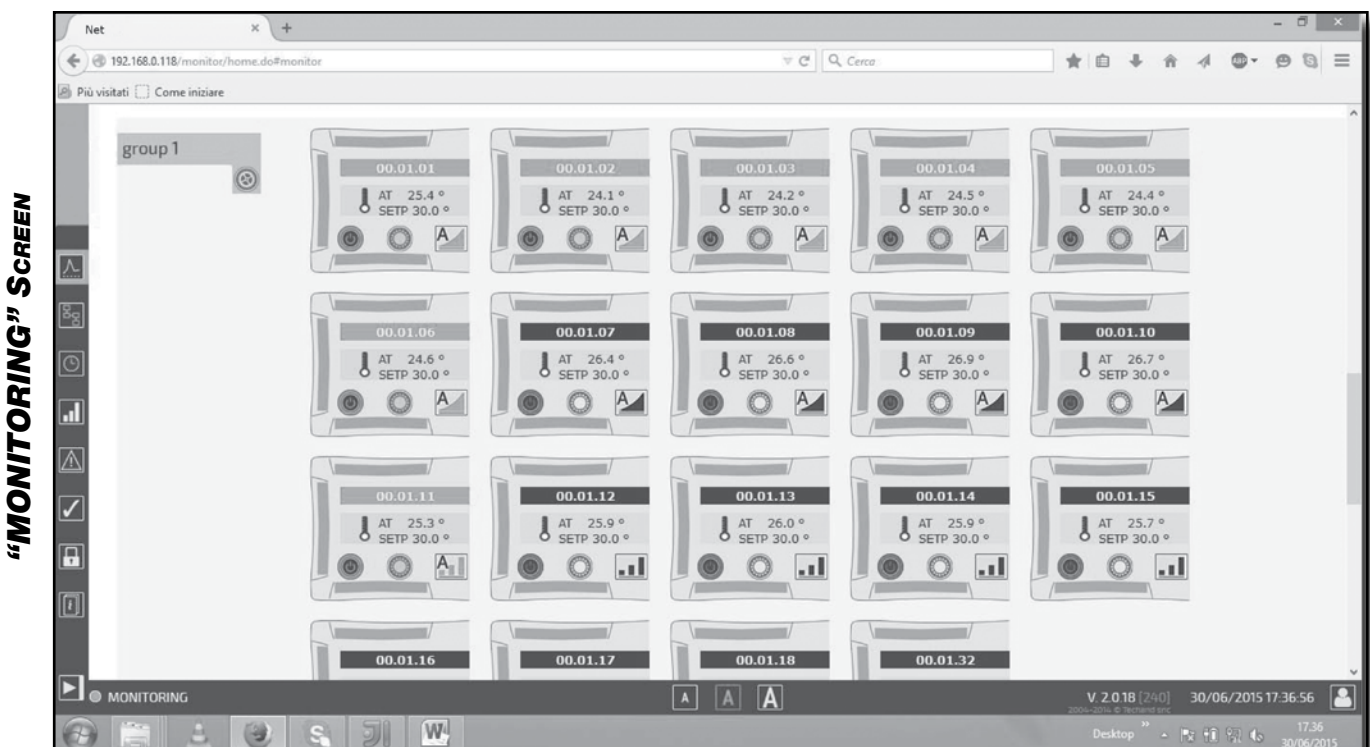 “MONITORING” SCREEN
Net
192.168.0.118/monitor/home.do#monitor
Cerca
ABP
Più visitati
Come iniziare
group 1
00.01.01
AT 25.4 °
SETP 30.0 °
A
00.01.02
AT 24.1 °
SETP 30.0 °
A
00.01.03
AT 24.2 °
SETP 30.0 °
A
00.01.04
AT 24.5 °
SETP 30.0 °
A
00.01.05
AT 24.4 °
SETP 30.0 °
A
00.01.06
AT 24.6 °
SETP 30.0 °
A
00.01.07
AT 26.4 °
SETP 30.0 °
A
00.01.08
AT 26.6 °
SETP 30.0 °
A
00.01.09
AT 26.9 °
SETP 30.0 °
A
00.01.10
AT 26.7 °
SETP 30.0 °
A
00.01.11
AT 25.3 °
SETP 30.0 °
A
00.01.12
AT 25.9 °
SETP 30.0 °
00.01.13
AT 26.0 °
SETP 30.0 °
00.01.14
AT 25.9 °
SETP 30.0 °
00.01.15
AT 25.7 °
SETP 30.0 °
00.01.16
00.01.17
00.01.18
00.01.32
MONITORING
A A A
V. 2.0.18 [240]
2004-2014 © Techand snc
30/06/2015 17:36:56
Desktop
17.36
30/06/2015